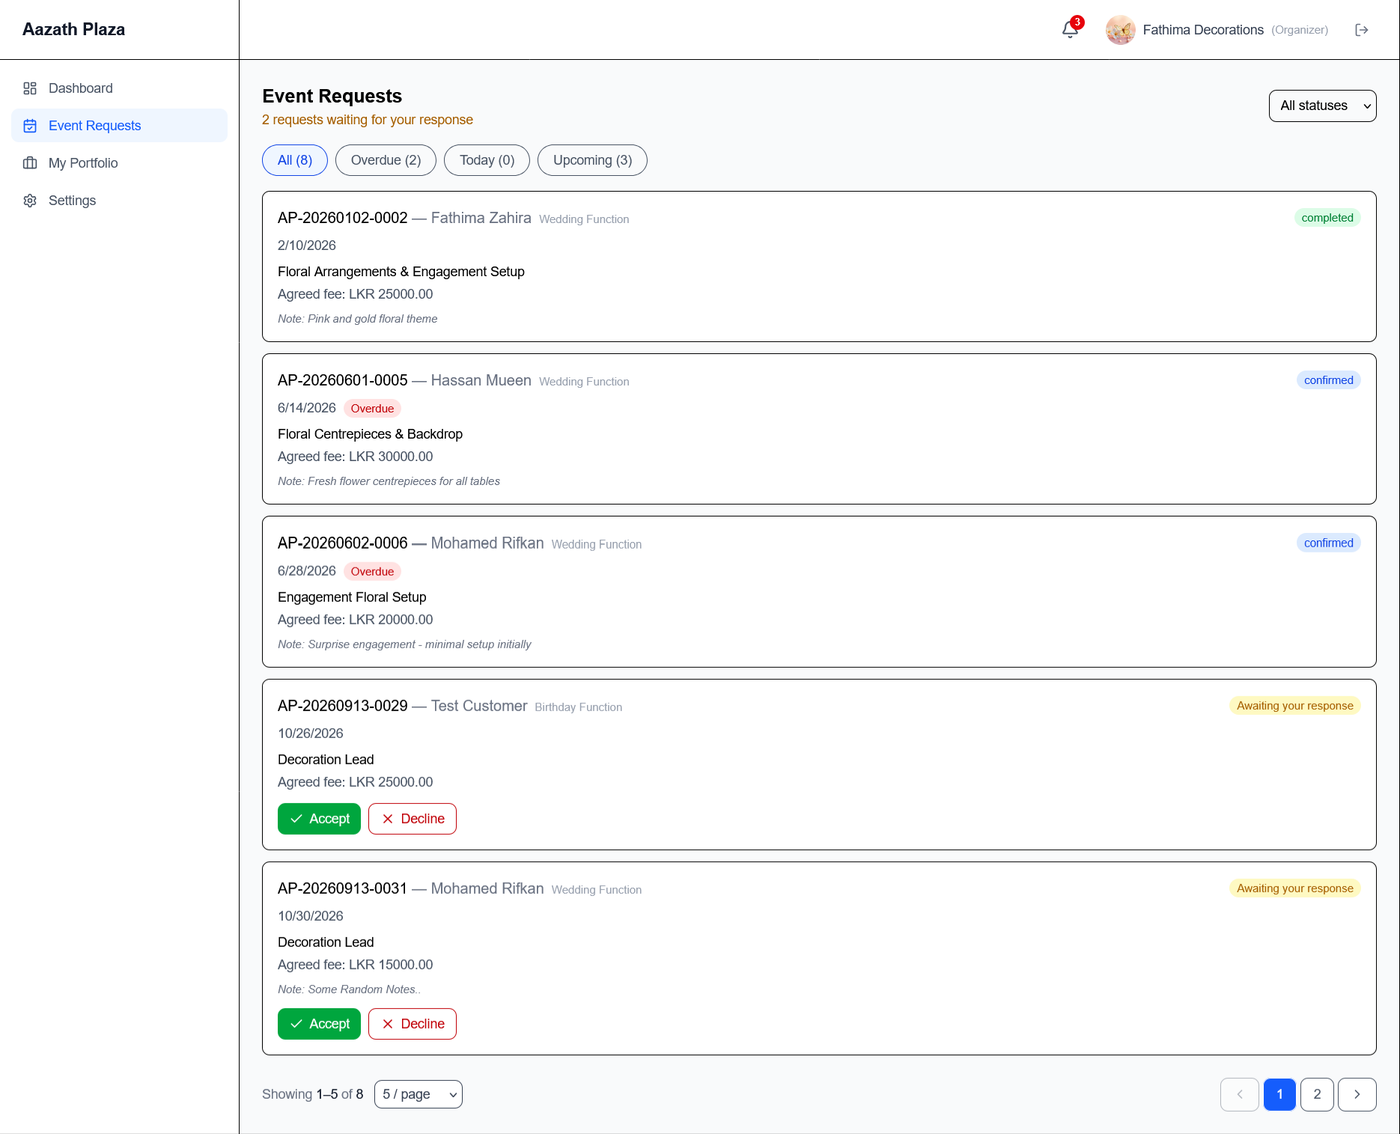 Aazath Plaza
3
Fathima Decorations (Organizer)
Dashboard
Event Requests
My Portfolio
Settings
Event Requests
2 requests waiting for your response
All statuses
All (8)
Overdue (2)
Today (0)
Upcoming (3)
AP-20260102-0002 — Fathima Zahira Wedding Function
completed
2/10/2026
Floral Arrangements & Engagement Setup
Agreed fee: LKR 25000.00
Note: Pink and gold floral theme
AP-20260601-0005 — Hassan Mueen Wedding Function
confirmed
6/14/2026 Overdue
Floral Centrepieces & Backdrop
Agreed fee: LKR 30000.00
Note: Fresh flower centrepieces for all tables
AP-20260602-0006 — Mohamed Rifkan Wedding Function
confirmed
6/28/2026 Overdue
Engagement Floral Setup
Agreed fee: LKR 20000.00
Note: Surprise engagement - minimal setup initially
AP-20260913-0029 — Test Customer Birthday Function
Awaiting your response
10/26/2026
Decoration Lead
Agreed fee: LKR 25000.00
Accept
Decline
AP-20260913-0031 — Mohamed Rifkan Wedding Function
Awaiting your response
10/30/2026
Decoration Lead
Agreed fee: LKR 15000.00
Note: Some Random Notes..
Accept
Decline
Showing 1–5 of 8
5 / page
1
2